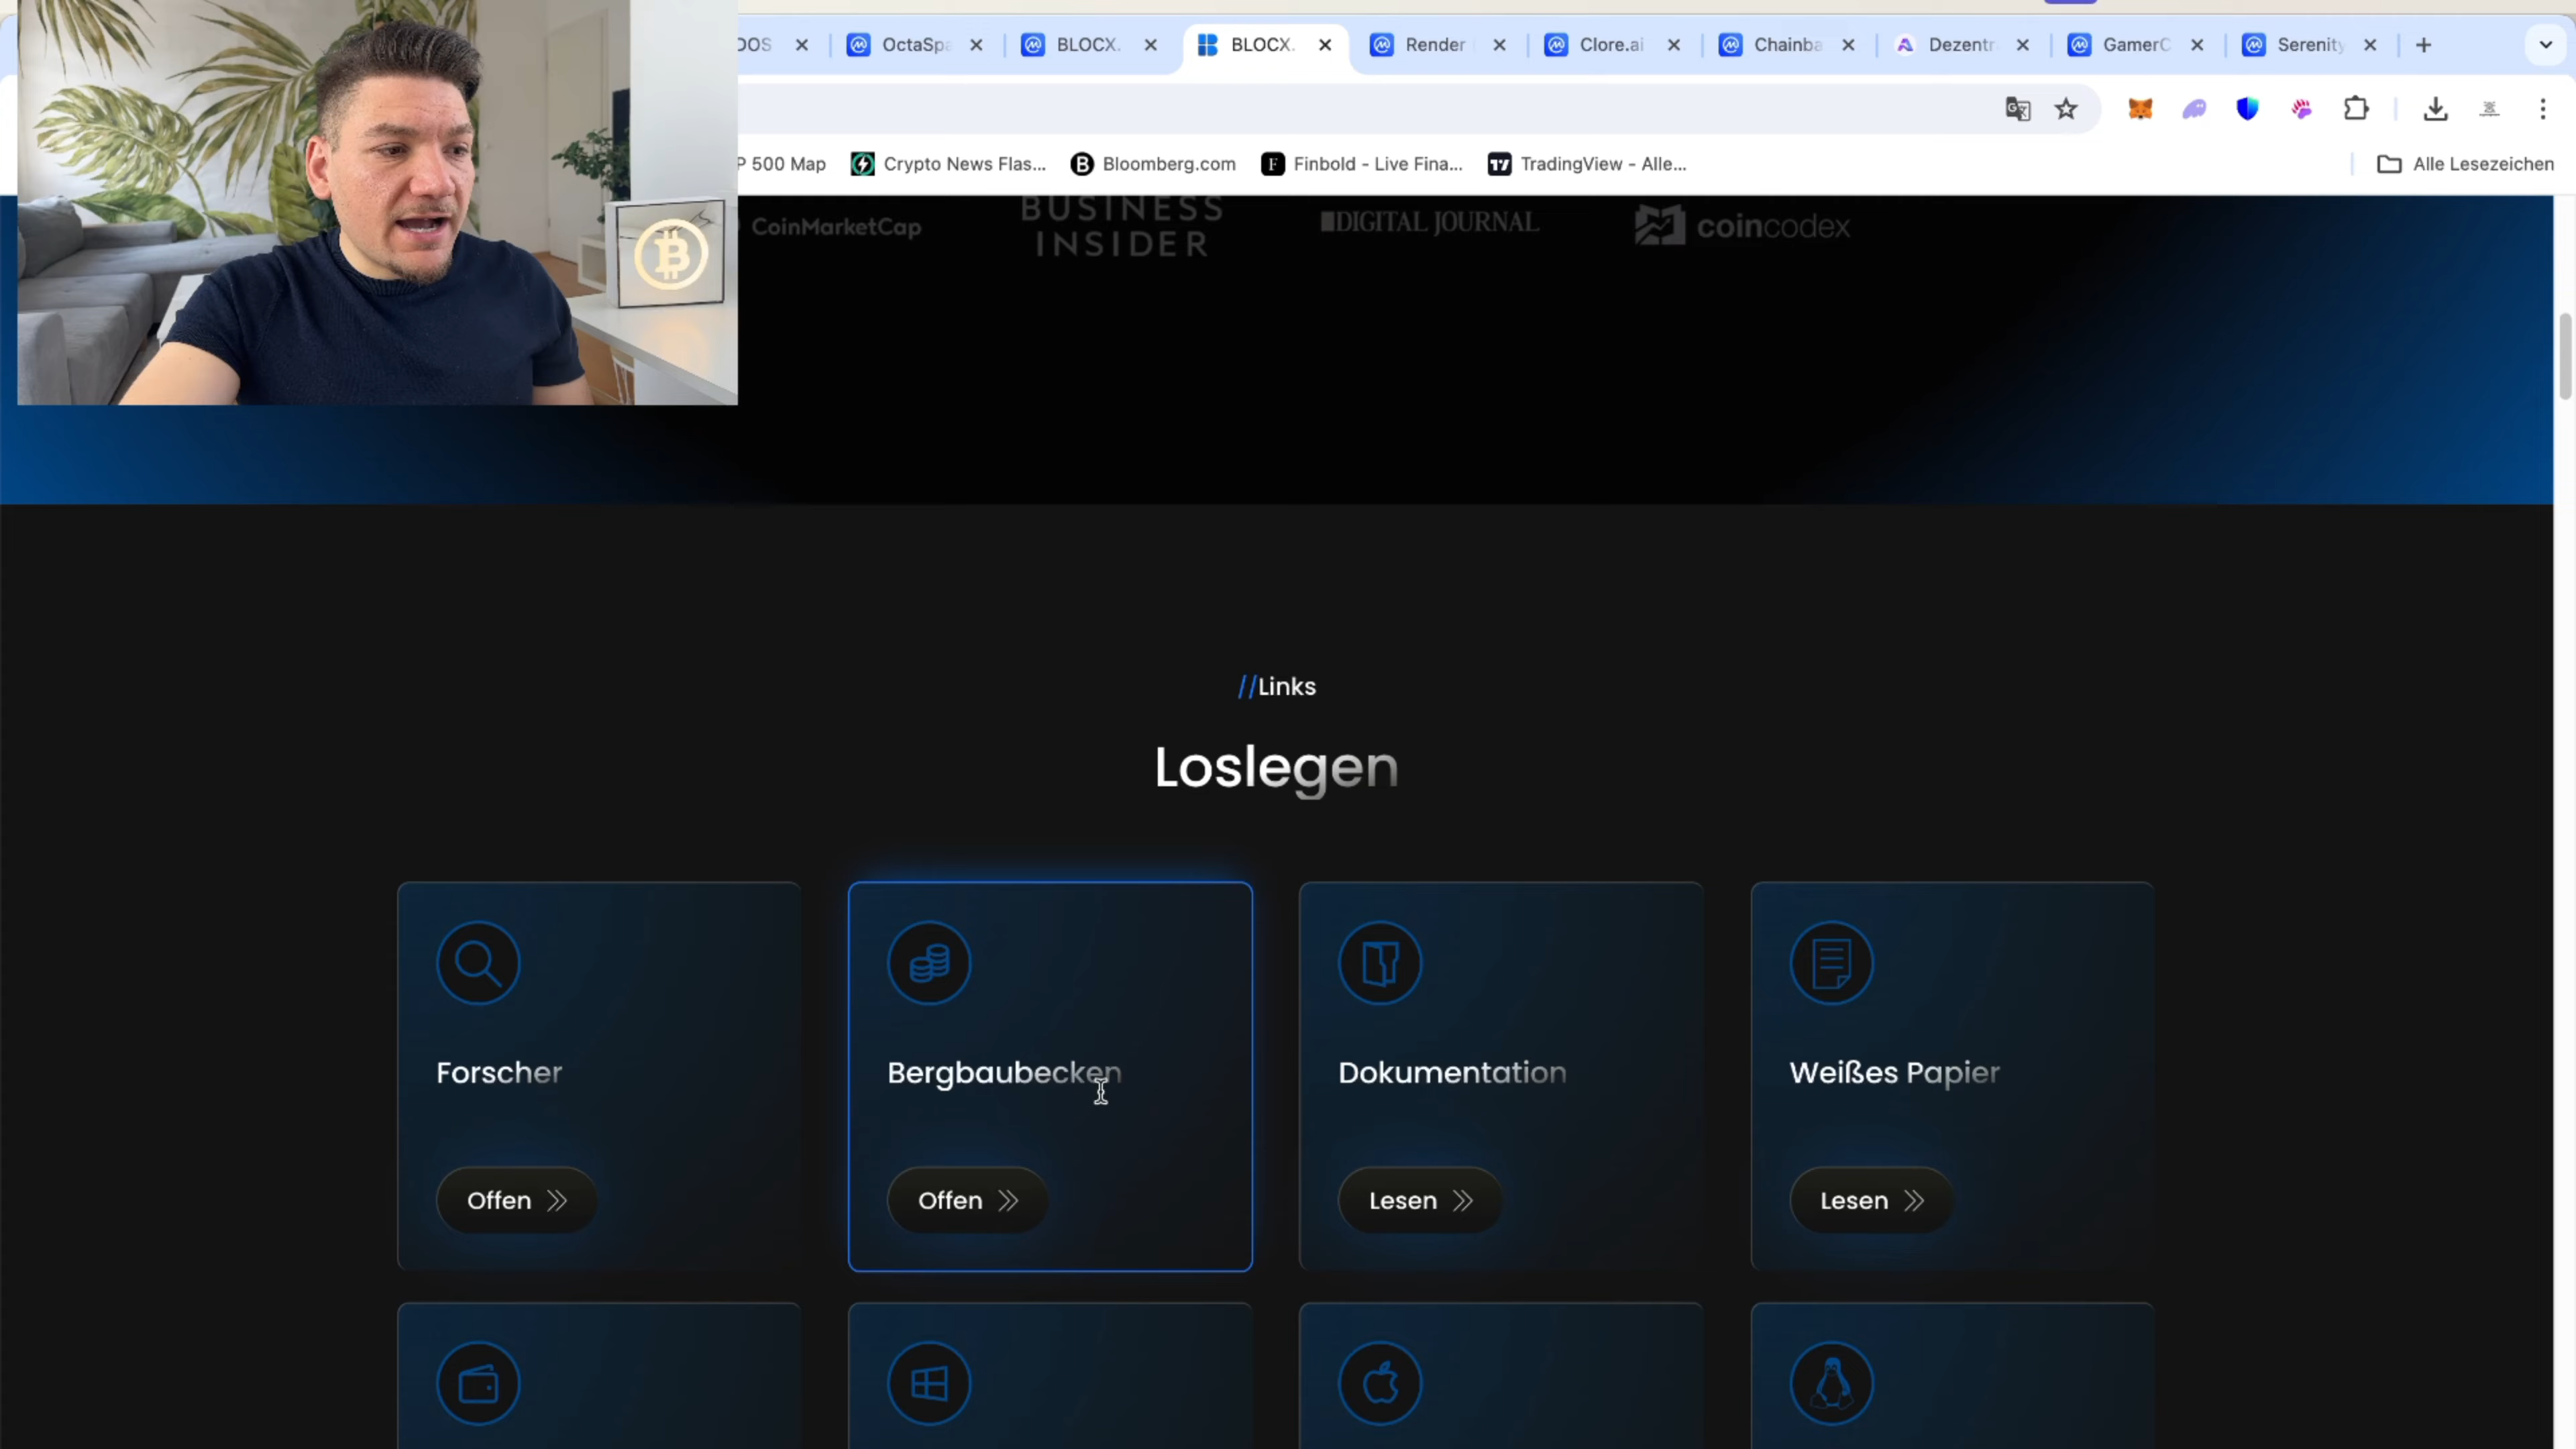 DOS
OctaSpa
BLOCX.
BLOCX.
Render
Clore.ai
Chainba
Dezentr
GamerC
Serenity
P 500 Map
Crypto News Flas...
Bloomberg.com
Finbold - Live Fina...
TradingView - Alle...
Alle Lesezeichen
CoinMarketCap
BUSINESS
INSIDER
DIGITAL JOURNAL
coincodex
//Links
Loslegen
Forscher
Bergbaubecken
Dokumentation
Weißes Papier
Offen
Offen
Lesen
Lesen